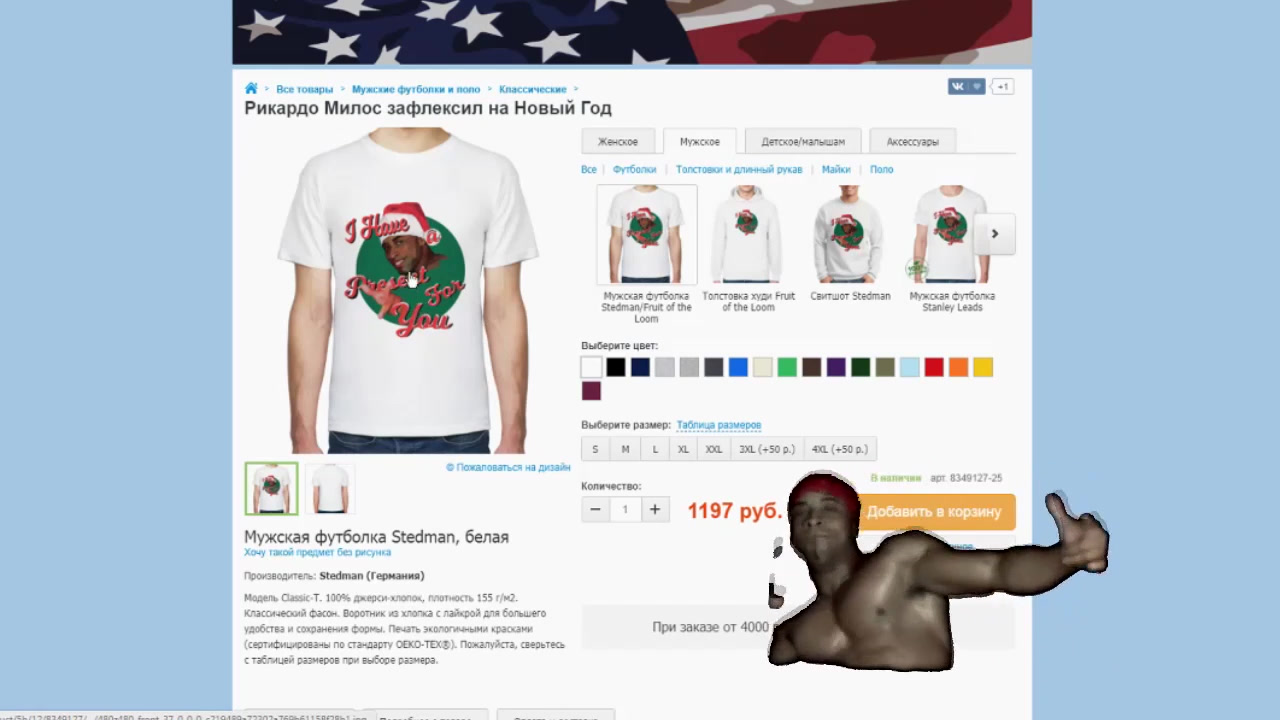 Все товары > Мужские футболки и поло > Классические >
+1
Рикардо Милос зафлексил на Новый Год
Женское Мужское Детское/малышам Аксессуары
Все | Футболки | Толстовки и длинный рукав | Майки | Поло
I Have a
Present
For
You
Мужская футболка Stedman/Fruit of the Loom
Толстовка худи Fruit of the Loom
Свитшот Stedman
Мужская футболка Stanley Leads
Выберите цвет:
Выберите размер: Таблица размеров
S M L XL XXL 3XL (+50 р.) 4XL (+50 р.)
© Пожаловаться на дизайн
В наличии арт. 8349127-25
Количество:
− 1 + 1197 руб. Добавить в корзину
Мужская футболка Stedman, белая
Хочу такой предмет без рисунка
Производитель: Stedman (Германия)
Модель Classic-T. 100% джерси-хлопок, плотность 155 г/м2.
Классический фасон. Воротник из хлопка с лайкрой для большего
удобства и сохранения формы. Печать экологичными красками
(сертифицированы по стандарту OEKO-TEX®). Пожалуйста, сверьтесь
с таблицей размеров при выборе размера.
При заказе от 4000